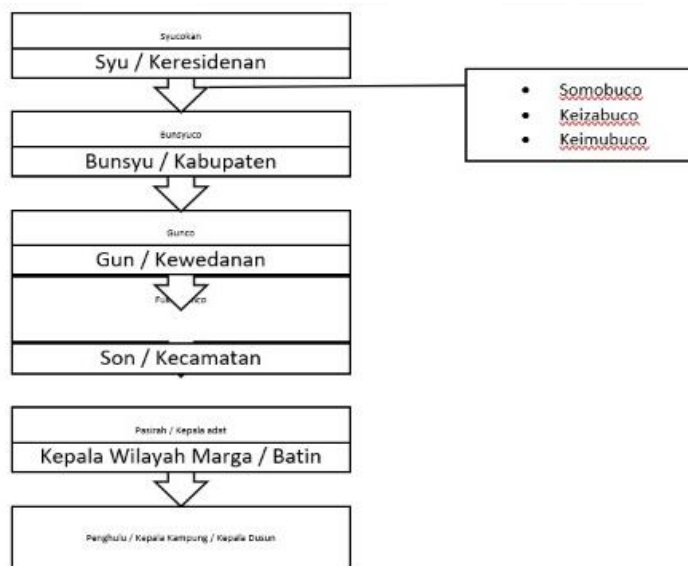 Syucokan
Syu / Keresidenan
• Somobuco
• Keizabuco
• Keimubuco
Bunsyuco
Bunsyu / Kabupaten
Gunco
Gun / Kewedanan
Son / Kecamatan
Pasirah / Kepala adat
Kepala Wilayah Marga / Batin
Penghulu / Kepala Kampung / Kepala Dusun